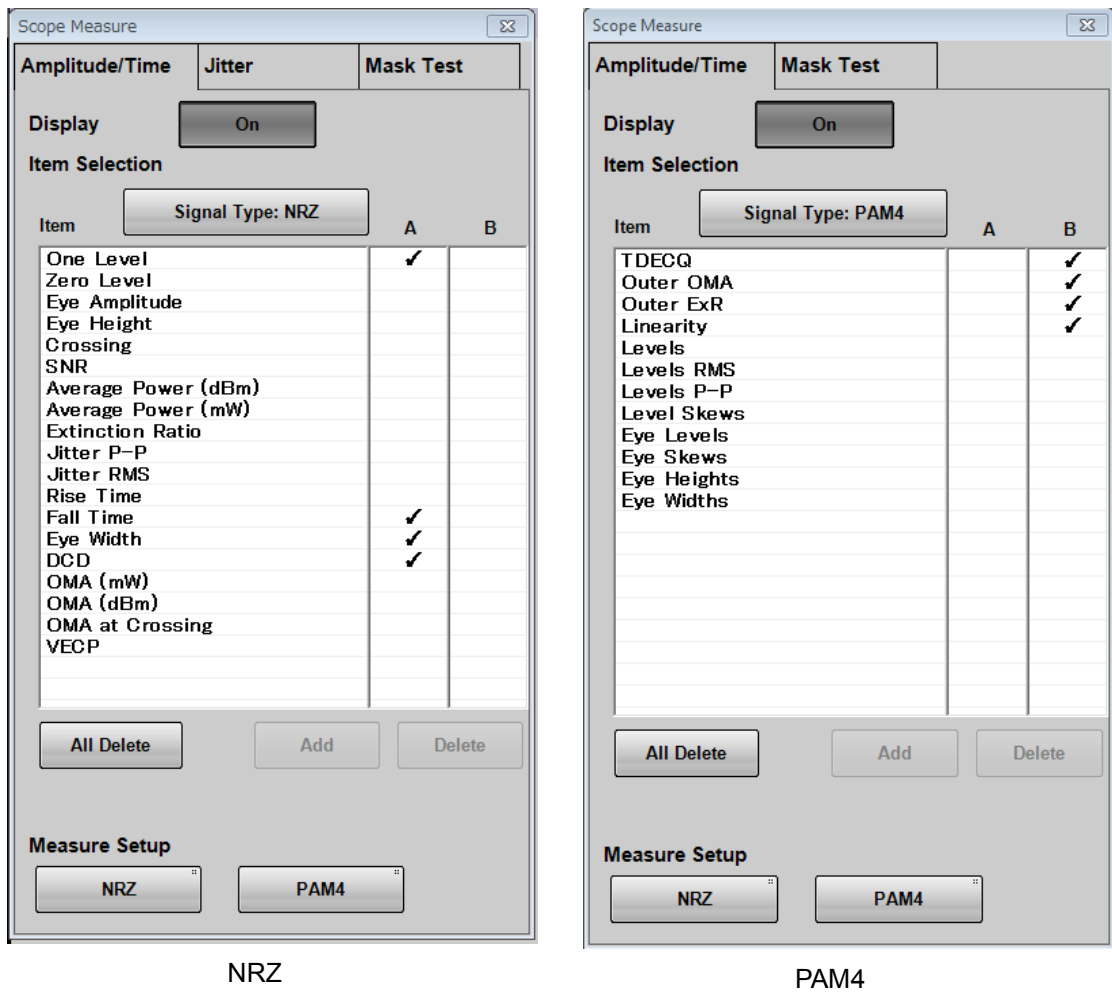 Scope Measure
Amplitude/Time Jitter Mask Test
Display On
Item Selection
Signal Type: NRZ
Item A B
One Level ✓
Zero Level
Eye Amplitude
Eye Height
Crossing
SNR
Average Power (dBm)
Average Power (mW)
Extinction Ratio
Jitter P-P
Jitter RMS
Rise Time
Fall Time ✓
Eye Width ✓
DCD ✓
OMA (mW)
OMA (dBm)
OMA at Crossing
VECP
All Delete Add Delete
Measure Setup
NRZ PAM4
NRZ
Scope Measure
Amplitude/Time Mask Test
Display On
Item Selection
Signal Type: PAM4
Item A B
TDECQ ✓
Outer OMA ✓
Outer ExR ✓
Linearity ✓
Levels
Levels RMS
Levels P-P
Level Skews
Eye Levels
Eye Skews
Eye Heights
Eye Widths
All Delete Add Delete
Measure Setup
NRZ PAM4
PAM4